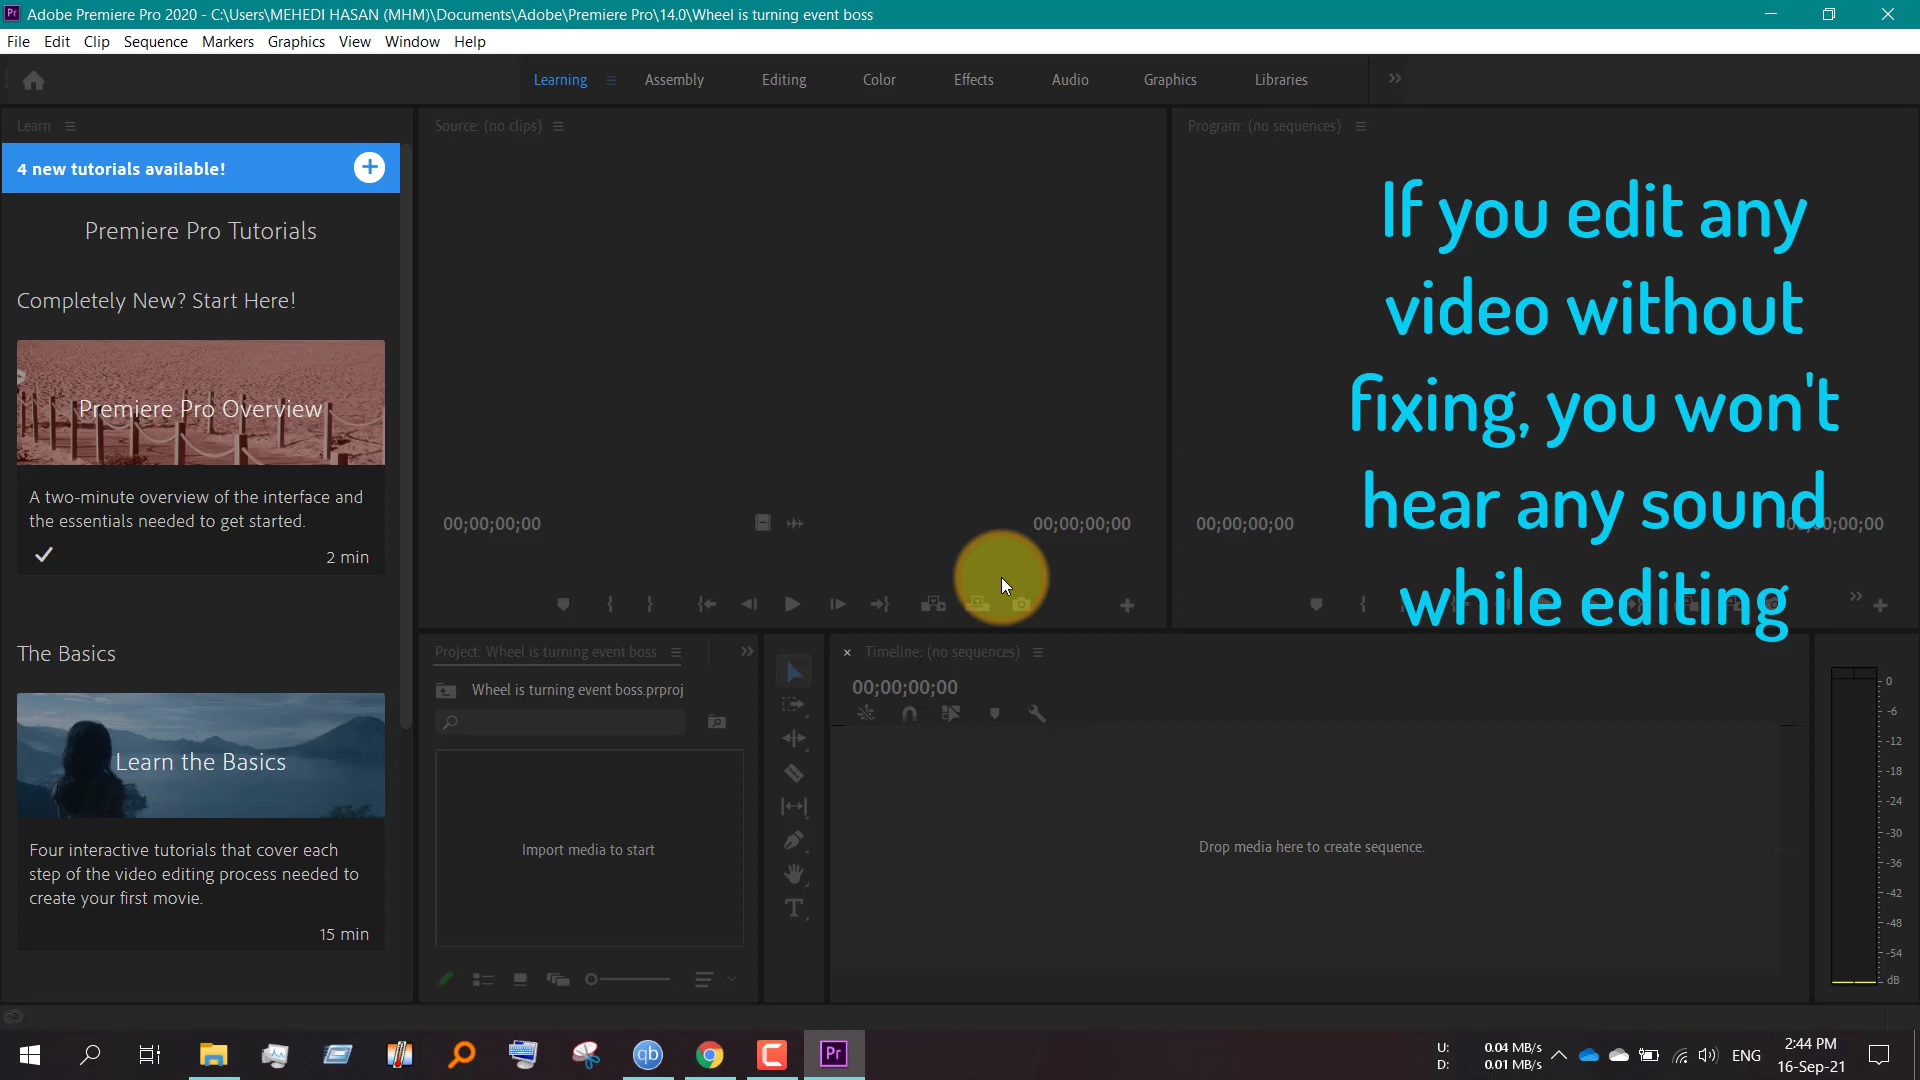 Adobe Premiere Pro 2020 - C:\Users\MEHEDI HASAN (MHM)\Documents\Adobe\Premiere Pro\14.0\Wheel is turning event boss
File Edit Clip Sequence Markers Graphics View Window Help
Learning Assembly Editing Color Effects Audio Graphics Libraries
Learn
Source: (no clips)
Program: (no sequences)
4 new tutorials available!
Premiere Pro Tutorials
Completely New? Start Here!
Premiere Pro Overview
A two-minute overview of the interface and
the essentials needed to get started.
2 min
The Basics
Learn the Basics
Four interactive tutorials that cover each
step of the video editing process needed to
create your first movie.
15 min
00;00;00;00
00;00;00;00
00;00;00;00
00;00;00;00
If you edit any
video without
fixing, you won't
hear any sound
while editing
Project: Wheel is turning event boss
Wheel is turning event boss.prproj
Import media to start
Timeline: (no sequences)
00;00;00;00
Drop media here to create sequence.
0
-6
-12
-18
-24
-30
-36
-42
-48
-54
dB
U: 0.04 MB/s
D: 0.01 MB/s
ENG
2:44 PM
16-Sep-21